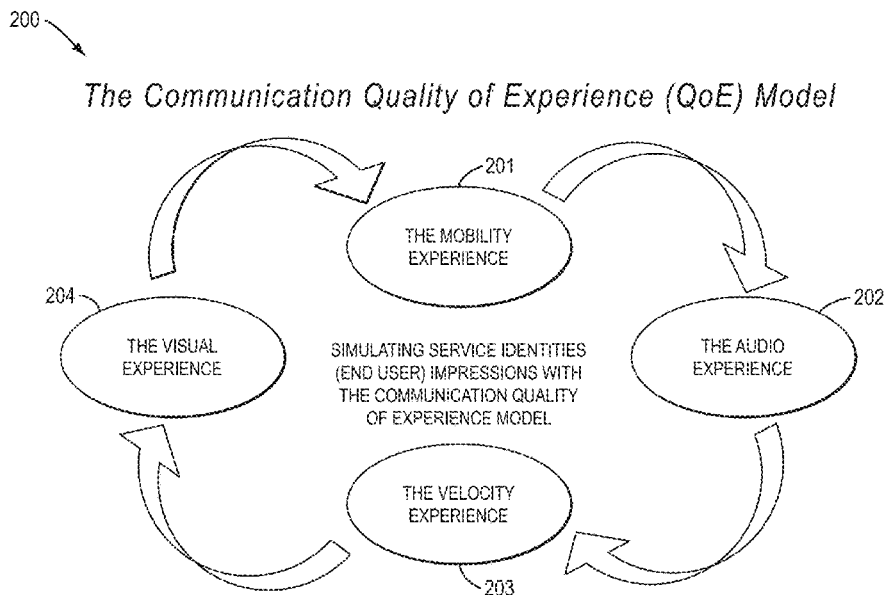 200
The Communication Quality of Experience (QoE) Model
201
THE MOBILITY
EXPERIENCE
204
THE VISUAL
EXPERIENCE
SIMULATING SERVICE IDENTITIES
(END USER) IMPRESSIONS WITH
THE COMMUNICATION QUALITY
OF EXPERIENCE MODEL
202
THE AUDIO
EXPERIENCE
THE VELOCITY
EXPERIENCE
203